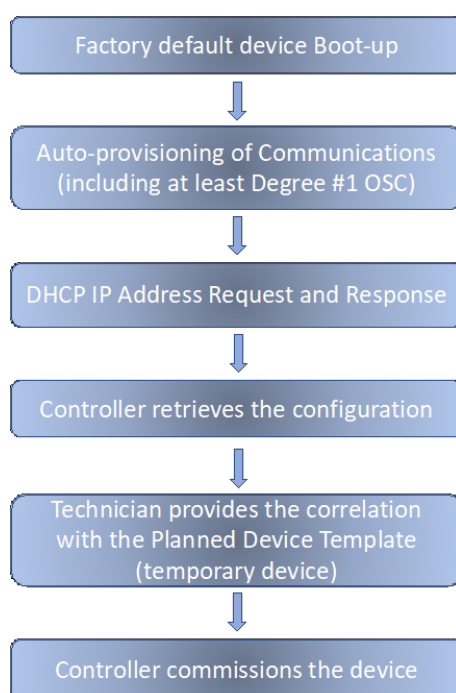 Factory default device Boot-up
Auto-provisioning of Communications
(including at least Degree #1 OSC)
DHCP IP Address Request and Response
Controller retrieves the configuration
Technician provides the correlation
with the Planned Device Template
(temporary device)
Controller commissions the device